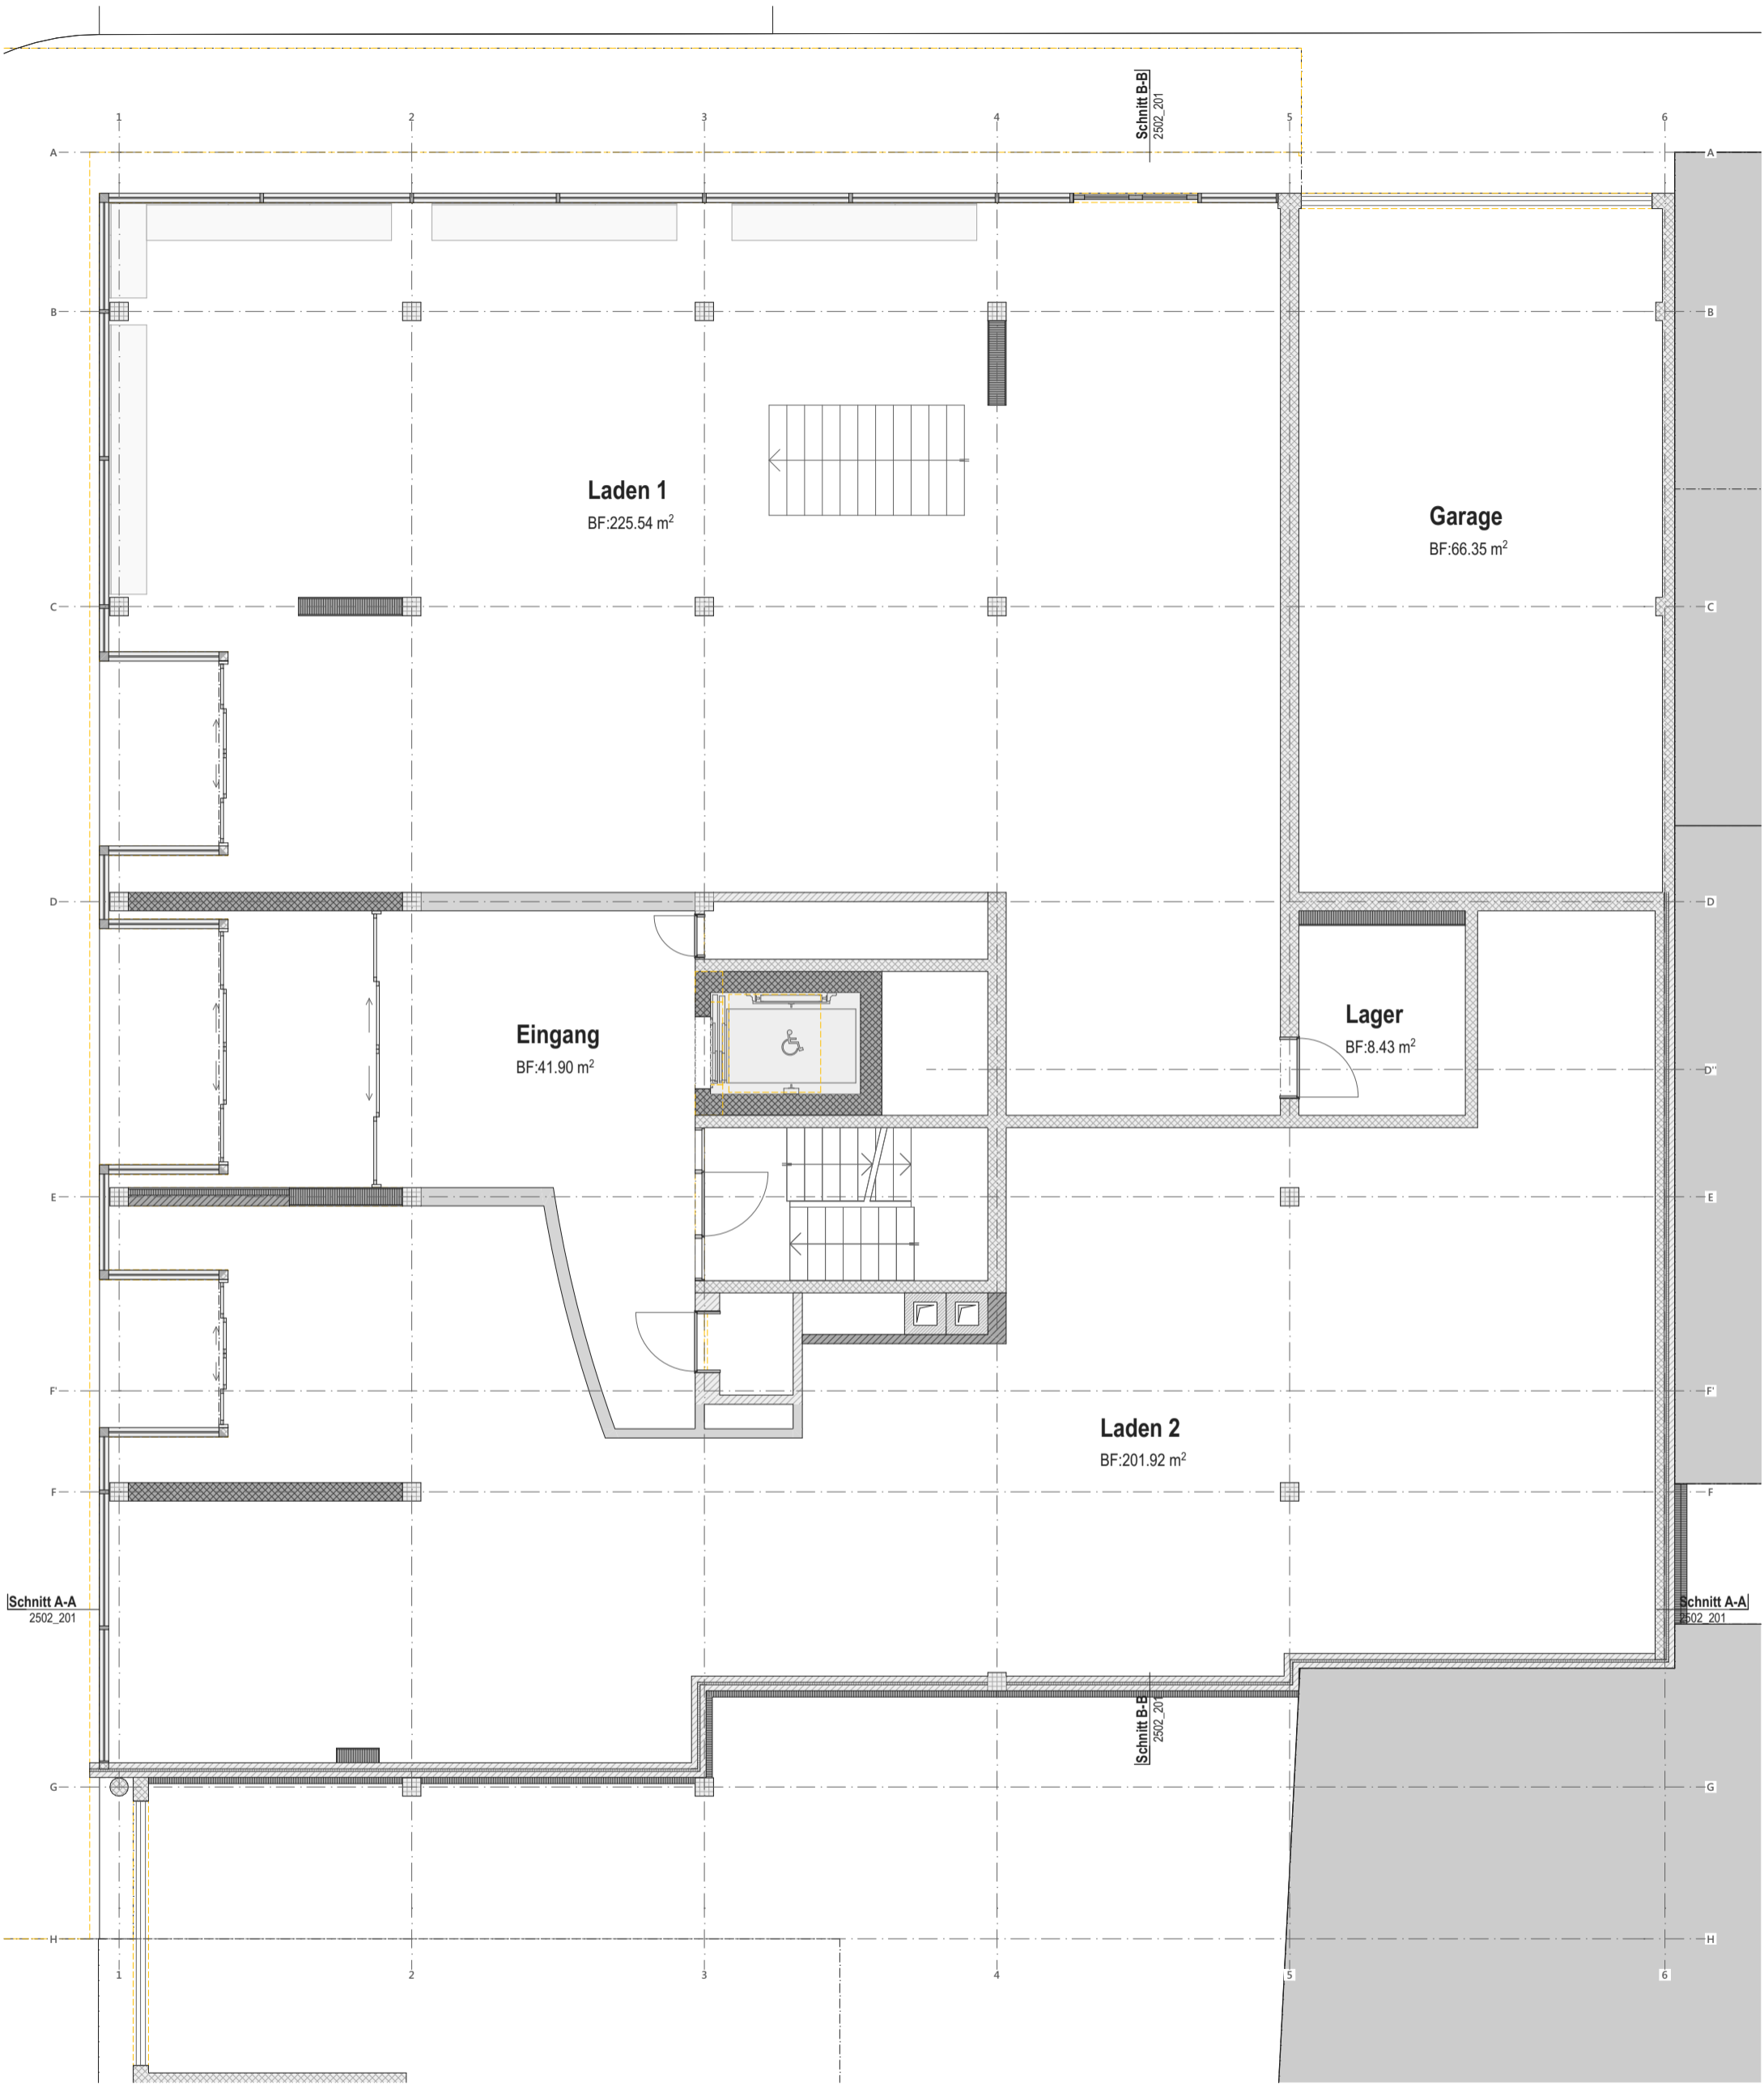 Schnitt B-B
2502_201
1 2 3 4 5 6
A A
B B
Laden 1
BF:225.54 m²
Garage
BF:66.35 m²
C C
D D
Lager
BF:8.43 m²
Eingang
BF:41.90 m²
D''
E E
F' F'
Laden 2
BF:201.92 m²
F F
Schnitt A-A
2502_201
Schnitt A-A
2502_201
Schnitt B-B
2502_201
G G
H H
1 2 3 4 5 6